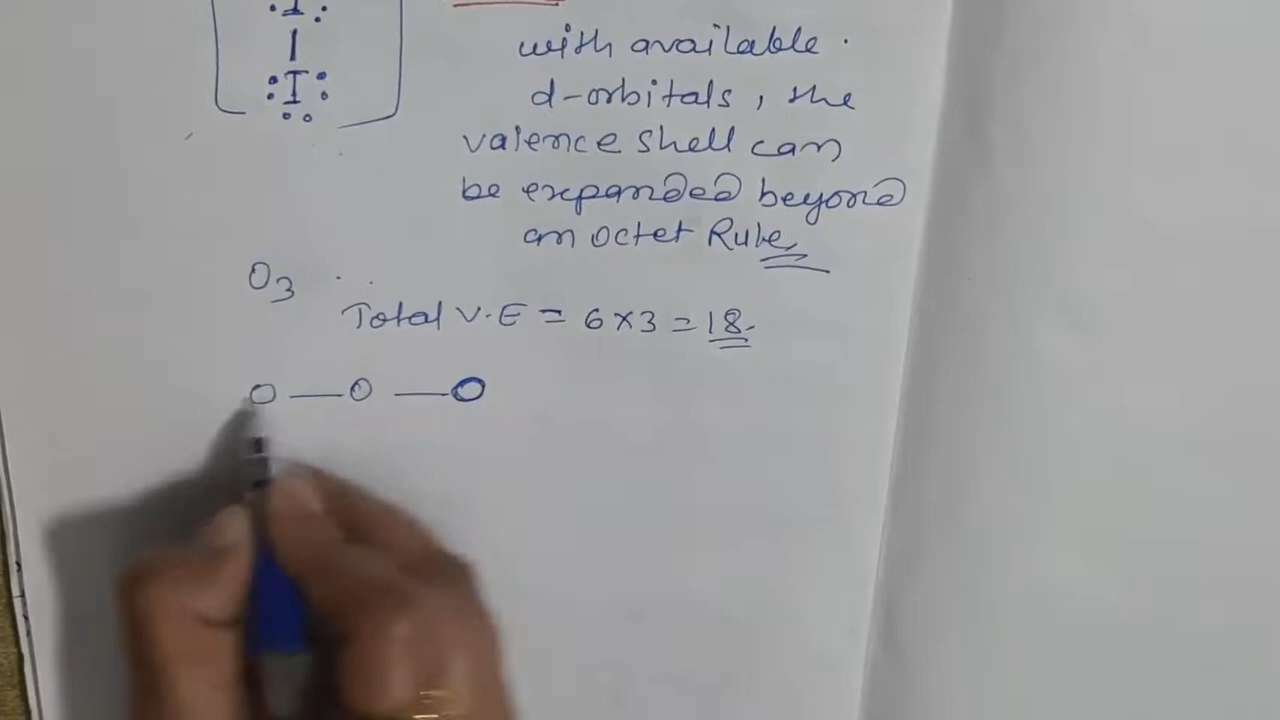 I
|
I
with available.
d-orbitals, the
valence shell can
be expanded beyond
an octet Rule
O3
Total V.E = 6 x 3 = 18.
O — O — O